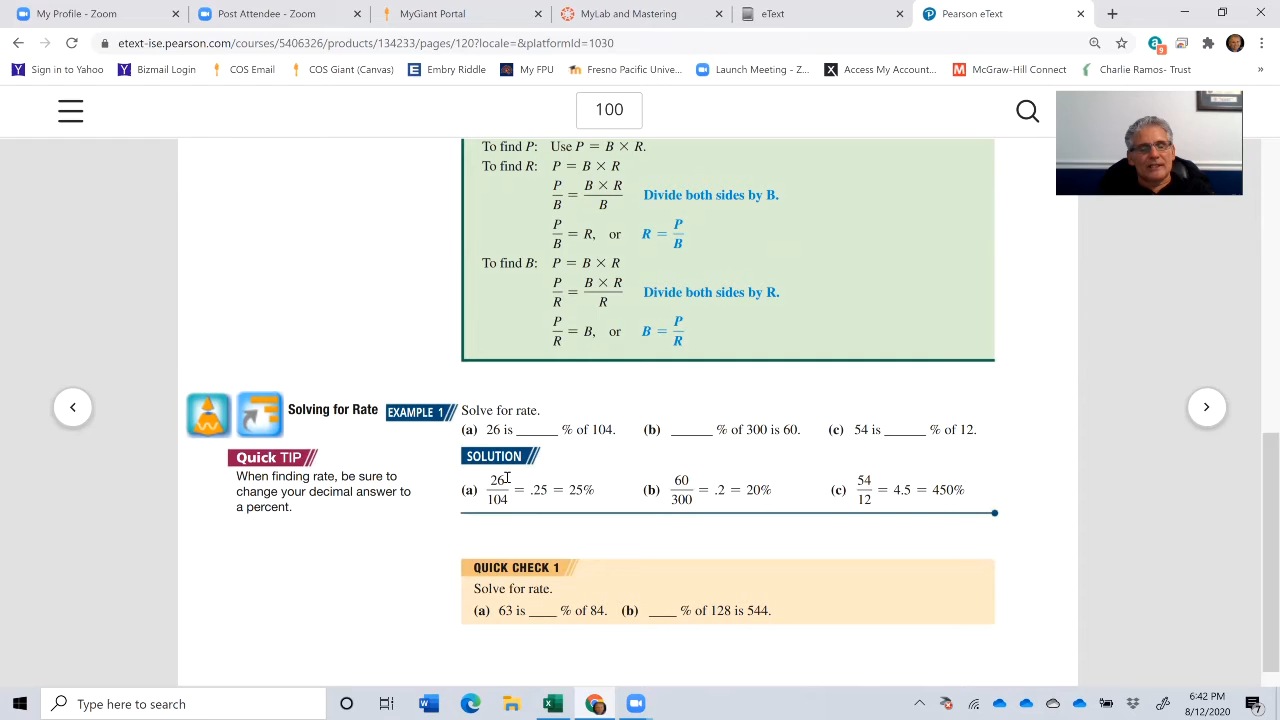 My Meetings - Zoom
Post Attendee - Zoom
MyGiant Portal
MyLab and Mastering
eText
Pearson eText
etext-ise.pearson.com/courses/5406326/products/134233/pages/120?locale=&platformId=1030
9
Sign in to Yahoo
Bizmail Login
COS Email
COS Giant (Canvas)
Embry Riddle
My FPU
Fresno Pacific Unive...
Launch Meeting - Z...
Access My Account...
McGraw-Hill Connect
Charlie Ramos- Trust
»
100
To find P: Use P = B × R.
To find R: P = B × R
P/B = (B × R)/B Divide both sides by B.
P/B = R, or R = P/B
To find B: P = B × R
P/R = (B × R)/R Divide both sides by R.
P/R = B, or B = P/R
Solving for Rate EXAMPLE 1 Solve for rate.
(a) 26 is ______ % of 104. (b) ______ % of 300 is 60. (c) 54 is ______ % of 12.
Quick TIP
When finding rate, be sure to
change your decimal answer to
a percent.
SOLUTION
(a) 26/104 = .25 = 25% (b) 60/300 = .2 = 20% (c) 54/12 = 4.5 = 450%
QUICK CHECK 1
Solve for rate.
(a) 63 is ____ % of 84. (b) ____ % of 128 is 544.
Type here to search
6:42 PM
8/12/2020
7